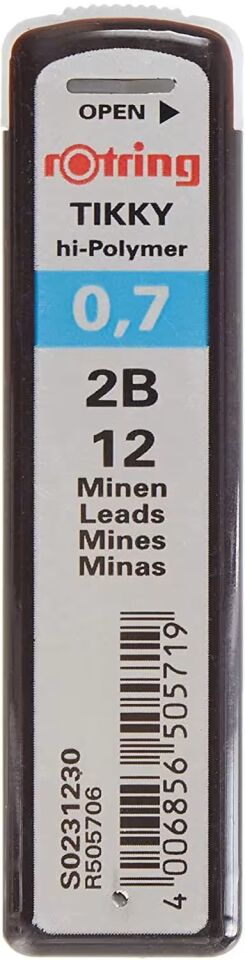 OPEN ▶
rotring
TIKKY
hi-Polymer
0,7
2B
12
Minen
Leads
Mines
Minas
S0231230
R505706
4 006856 505719